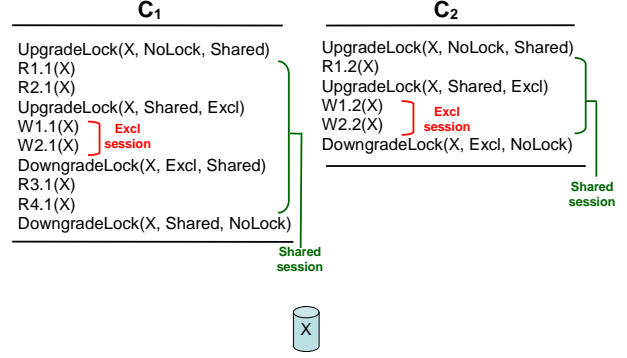 C1
UpgradeLock(X, NoLock, Shared)
R1.1(X)
R2.1(X)
UpgradeLock(X, Shared, Excl)
W1.1(X)
W2.1(X)
Excl
session
DowngradeLock(X, Excl, Shared)
R3.1(X)
R4.1(X)
DowngradeLock(X, Shared, NoLock)
Shared
session
C2
UpgradeLock(X, NoLock, Shared)
R1.2(X)
UpgradeLock(X, Shared, Excl)
W1.2(X)
W2.2(X)
Excl
session
DowngradeLock(X, Excl, NoLock)
Shared
session
X